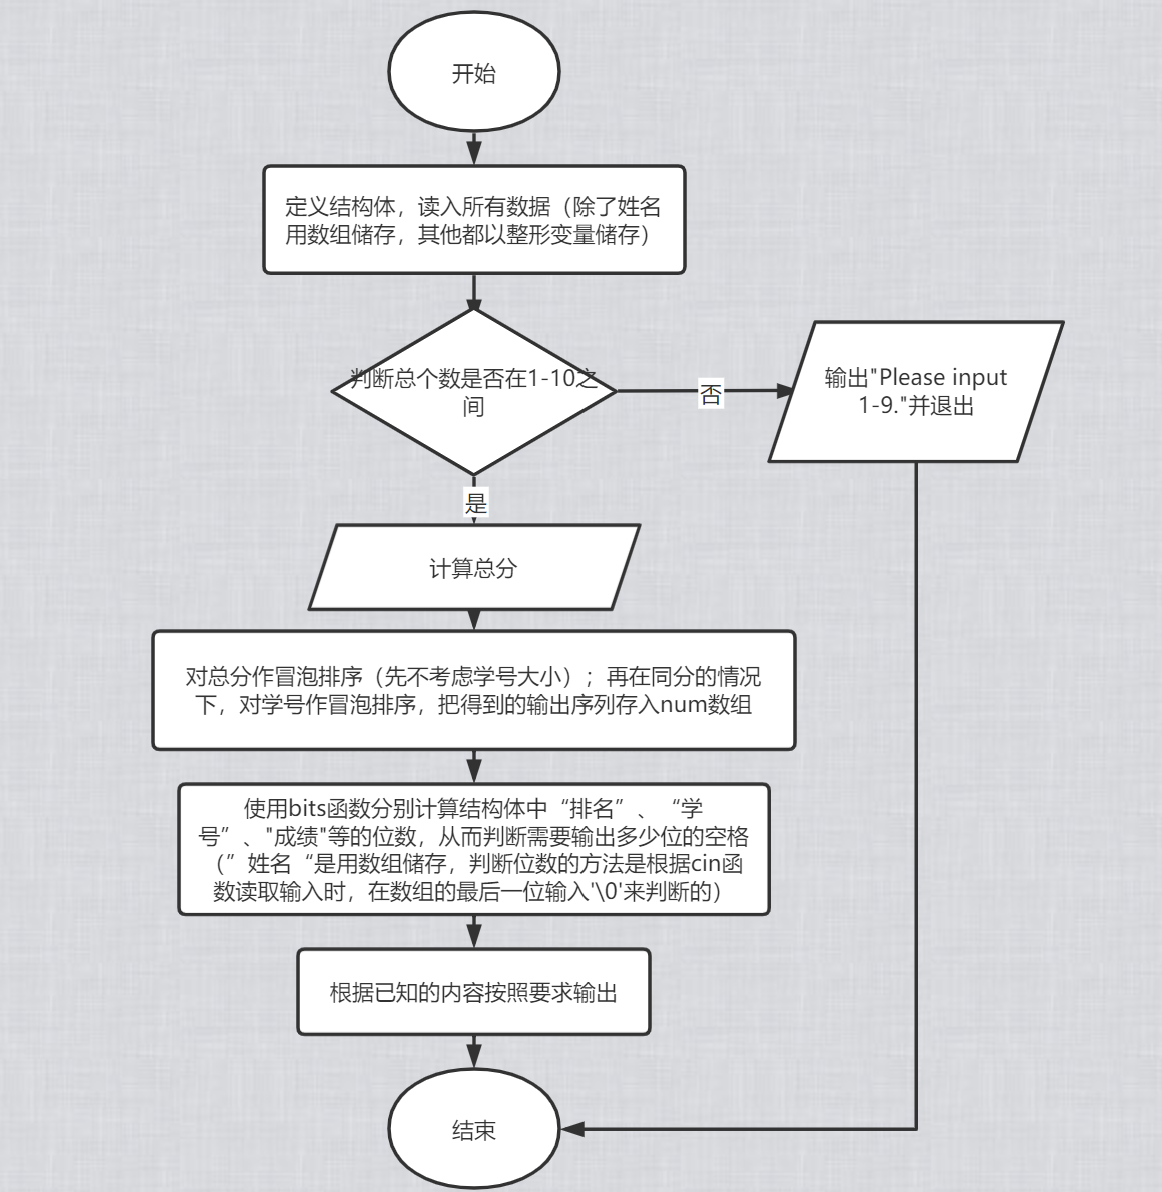 开始
定义结构体，读入所有数据（除了姓名
用数组储存，其他都以整形变量储存）
判断总个数是否在1-10之
间
否
输出"Please input
1-9."并退出
是
计算总分
对总分作冒泡排序（先不考虑学号大小）；再在同分的情况
下，对学号作冒泡排序，把得到的输出序列存入num数组
使用bits函数分别计算结构体中“排名”、“学
号”、"成绩"等的位数，从而判断需要输出多少位的空格
（”姓名“是用数组储存，判断位数的方法是根据cin函
数读取输入时，在数组的最后一位输入'\0'来判断的）
根据已知的内容按照要求输出
结束